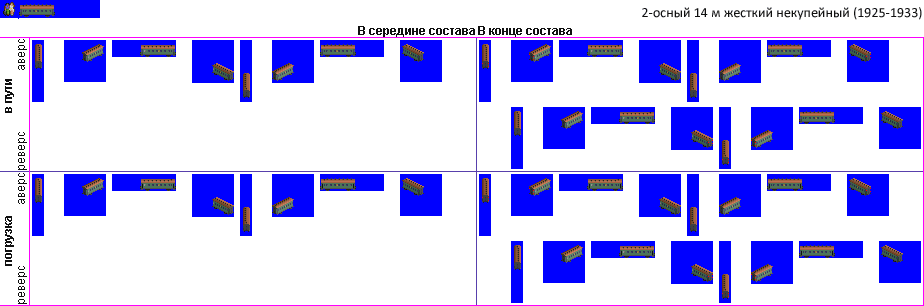 2-осный 14 м жесткий некупейный (1925-1933)
В середине состава В конце состава
в пути
аверс
реверс
погрузка
аверс
реверс